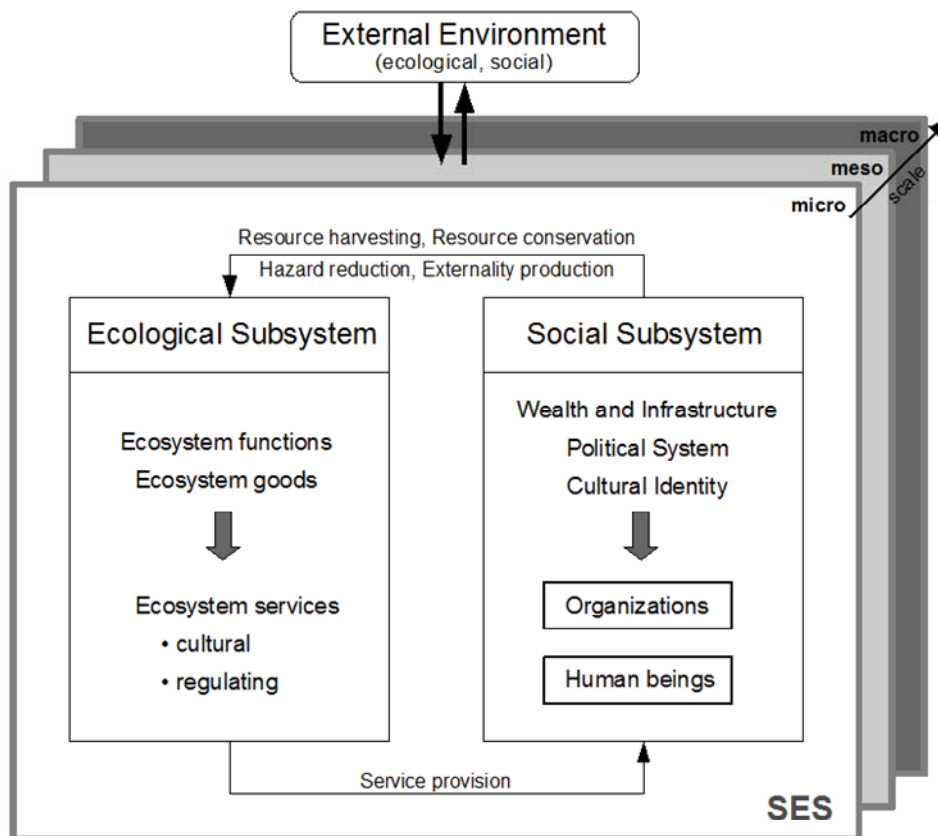 External Environment
(ecological, social)
macro
meso
micro
scale
Resource harvesting, Resource conservation
Hazard reduction, Externality production
Ecological Subsystem
Ecosystem functions
Ecosystem goods
Ecosystem services
• cultural
• regulating
Social Subsystem
Wealth and Infrastructure
Political System
Cultural Identity
Organizations
Human beings
Service provision
SES